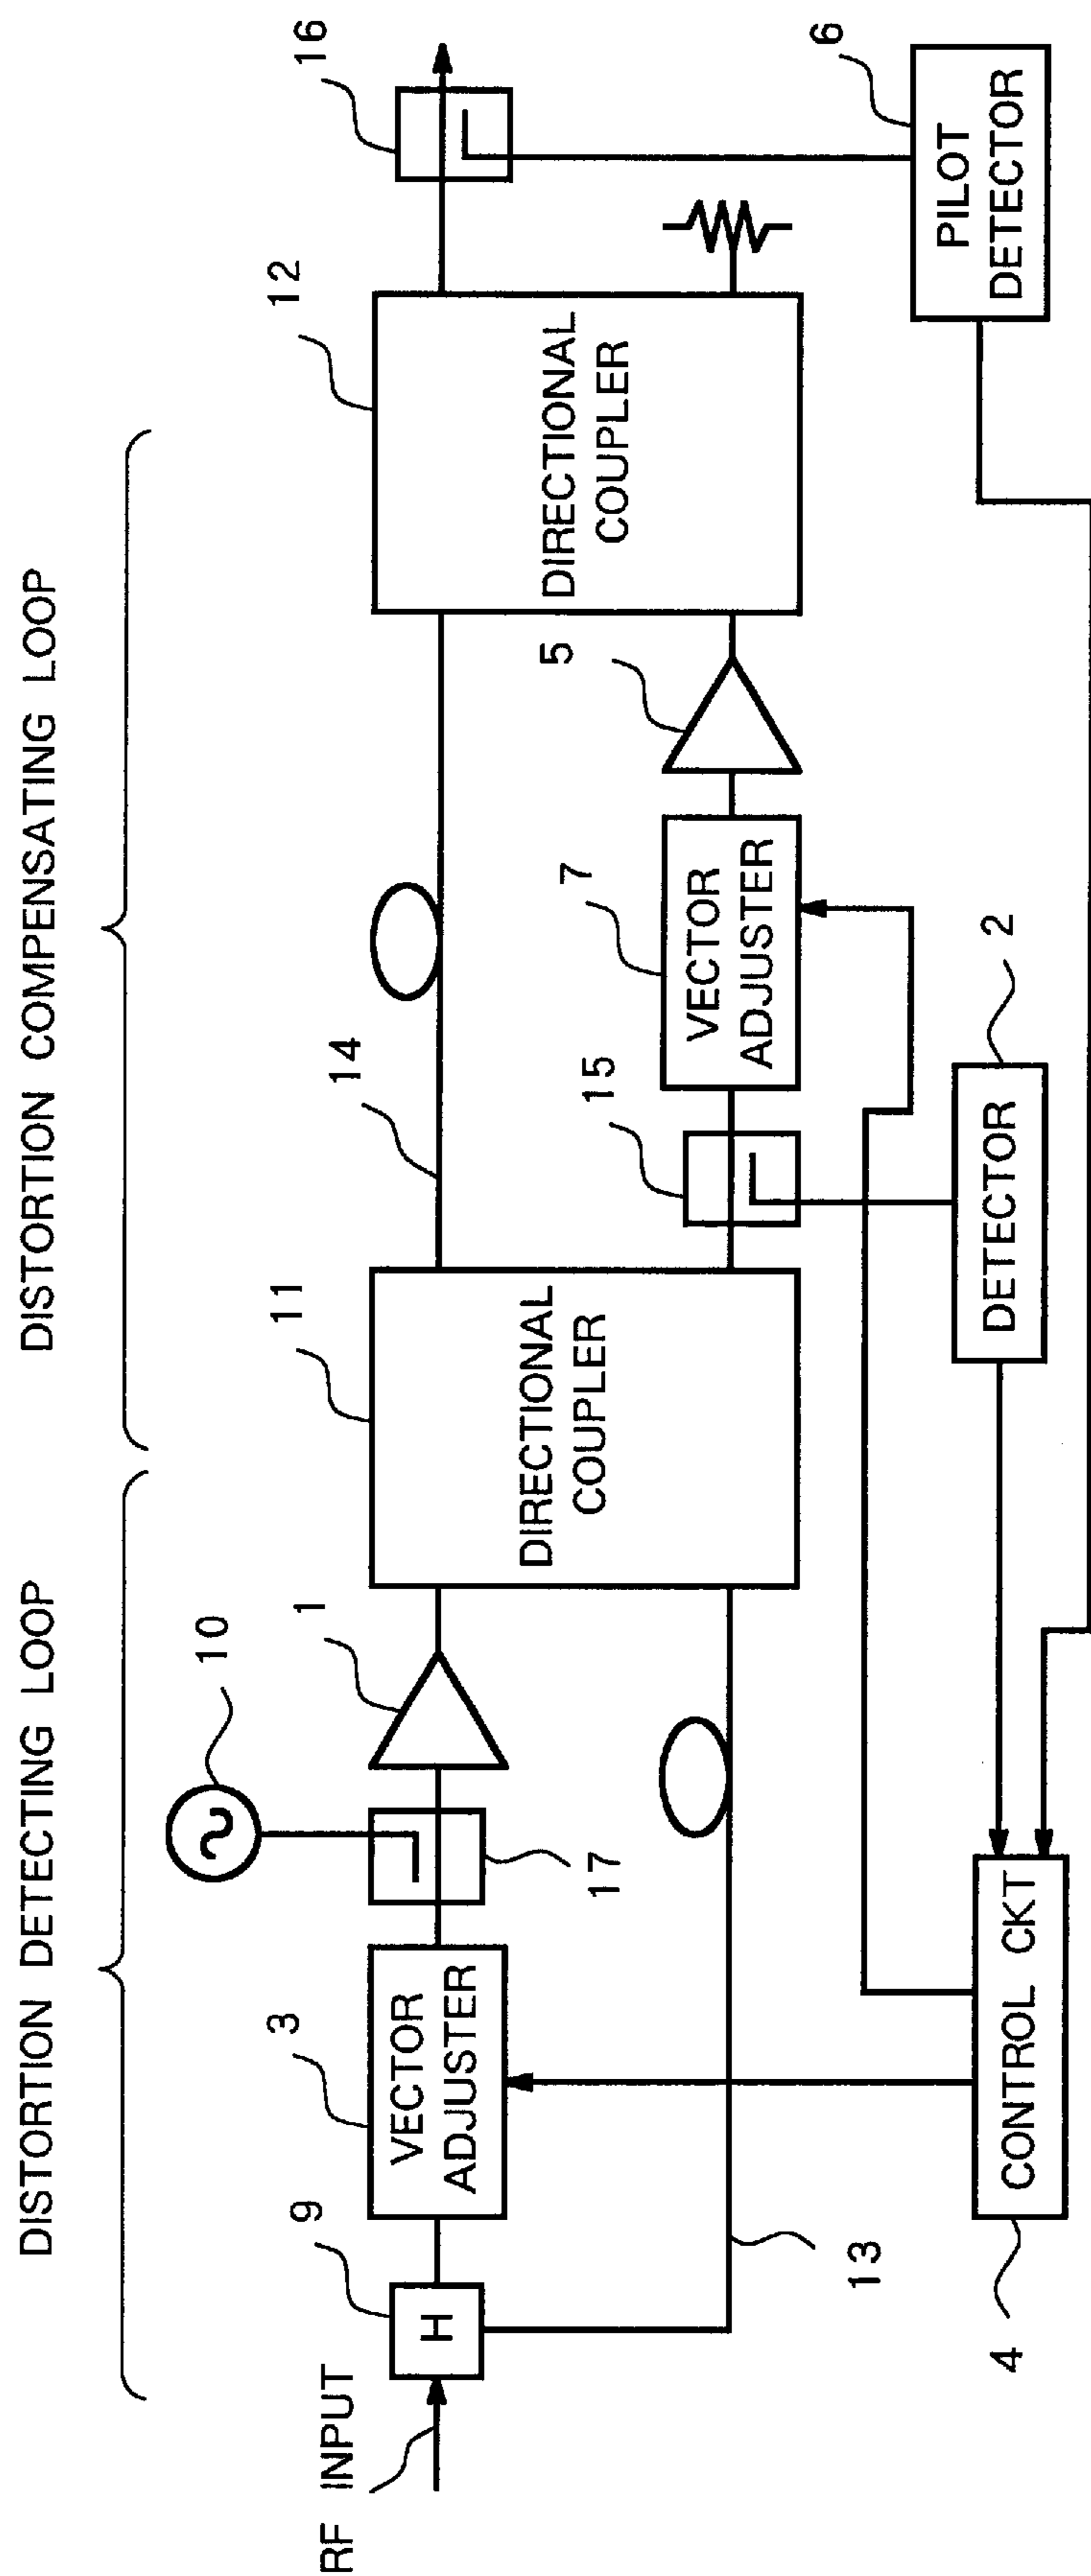 DISTORTION DETECTING LOOP
DISTORTION COMPENSATING LOOP
RF INPUT
9
H
3
VECTOR
ADJUSTER
10
17
1
13
11
DIRECTIONAL
COUPLER
14
15
7
VECTOR
ADJUSTER
5
12
DIRECTIONAL
COUPLER
16
4
CONTROL CKT
DETECTOR
2
6
PILOT
DETECTOR